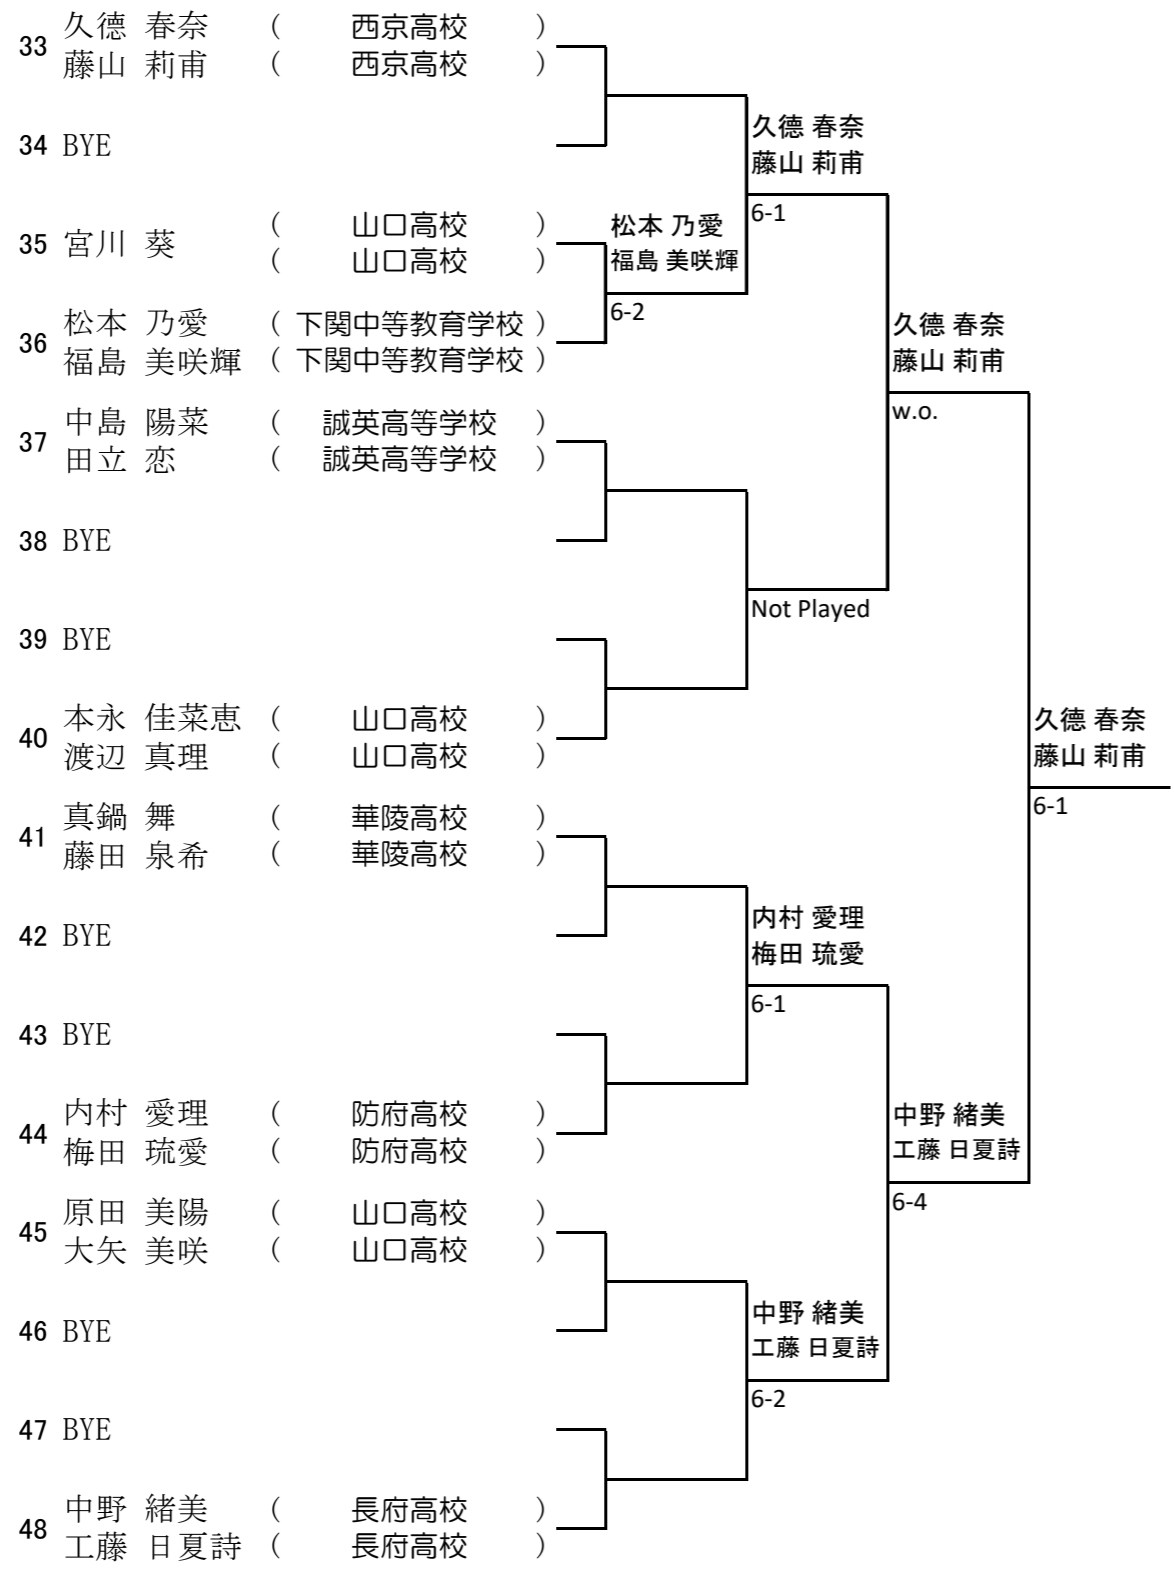 33 久德 春奈 ( 西京高校 )
藤山 莉甫 ( 西京高校 )
34 BYE
久德 春奈
藤山 莉甫
6-1
35 宮川 葵 ( 山口高校 )
( 山口高校 )
松本 乃愛
福島 美咲輝
6-2
36 松本 乃愛 ( 下関中等教育学校 )
福島 美咲輝 ( 下関中等教育学校 )
久德 春奈
藤山 莉甫
w.o.
37 中島 陽菜 ( 誠英高等学校 )
田立 恋 ( 誠英高等学校 )
38 BYE
Not Played
39 BYE
40 本永 佳菜恵 ( 山口高校 )
渡辺 真理 ( 山口高校 )
久德 春奈
藤山 莉甫
6-1
41 真鍋 舞 ( 華陵高校 )
藤田 泉希 ( 華陵高校 )
42 BYE
内村 愛理
梅田 琉愛
6-1
43 BYE
44 内村 愛理 ( 防府高校 )
梅田 琉愛 ( 防府高校 )
中野 緒美
工藤 日夏詩
6-4
45 原田 美陽 ( 山口高校 )
大矢 美咲 ( 山口高校 )
46 BYE
中野 緒美
工藤 日夏詩
6-2
47 BYE
48 中野 緒美 ( 長府高校 )
工藤 日夏詩 ( 長府高校 )